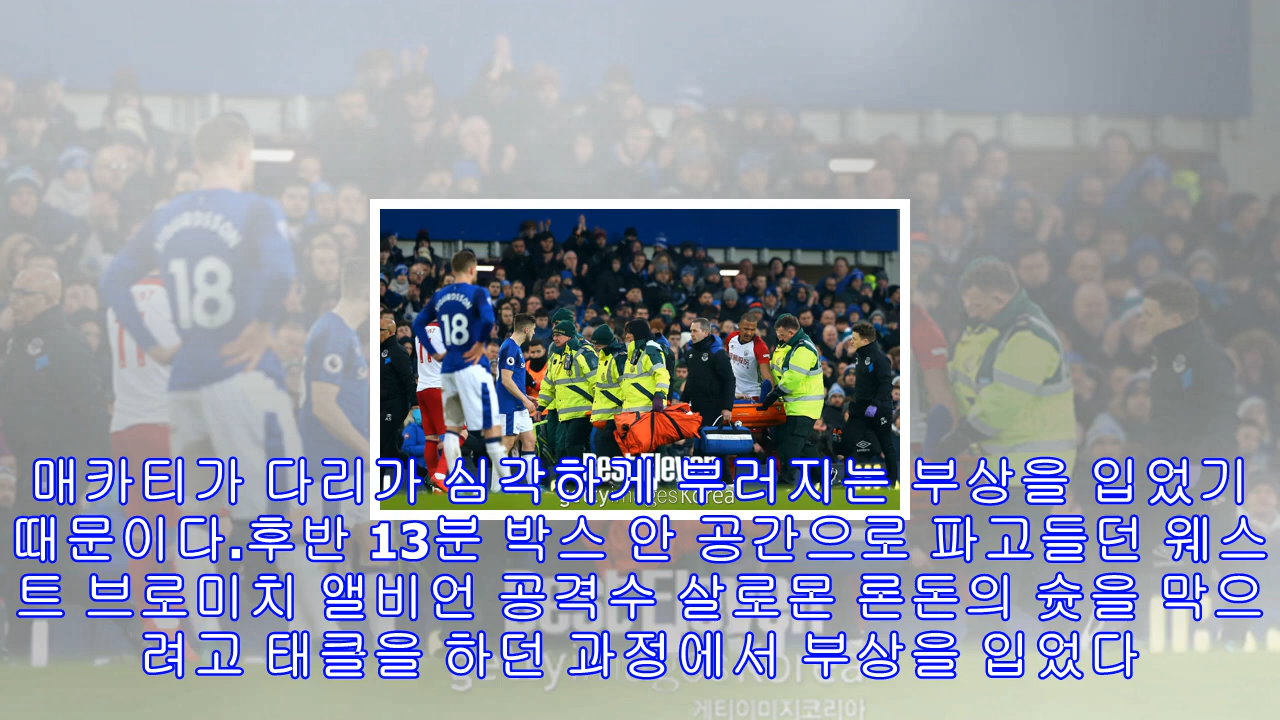 SIGURDSSON
18
Best Eleven
gettyimagesKorea
매카티가 다리가 심각하게 부러지는 부상을 입었기
때문이다.후반 13분 박스 안 공간으로 파고들던 웨스
트 브로미치 앨비언 공격수 살로몬 론돈의 슛을 막으
려고 태클을 하던 과정에서 부상을 입었다
게티이미지코리아